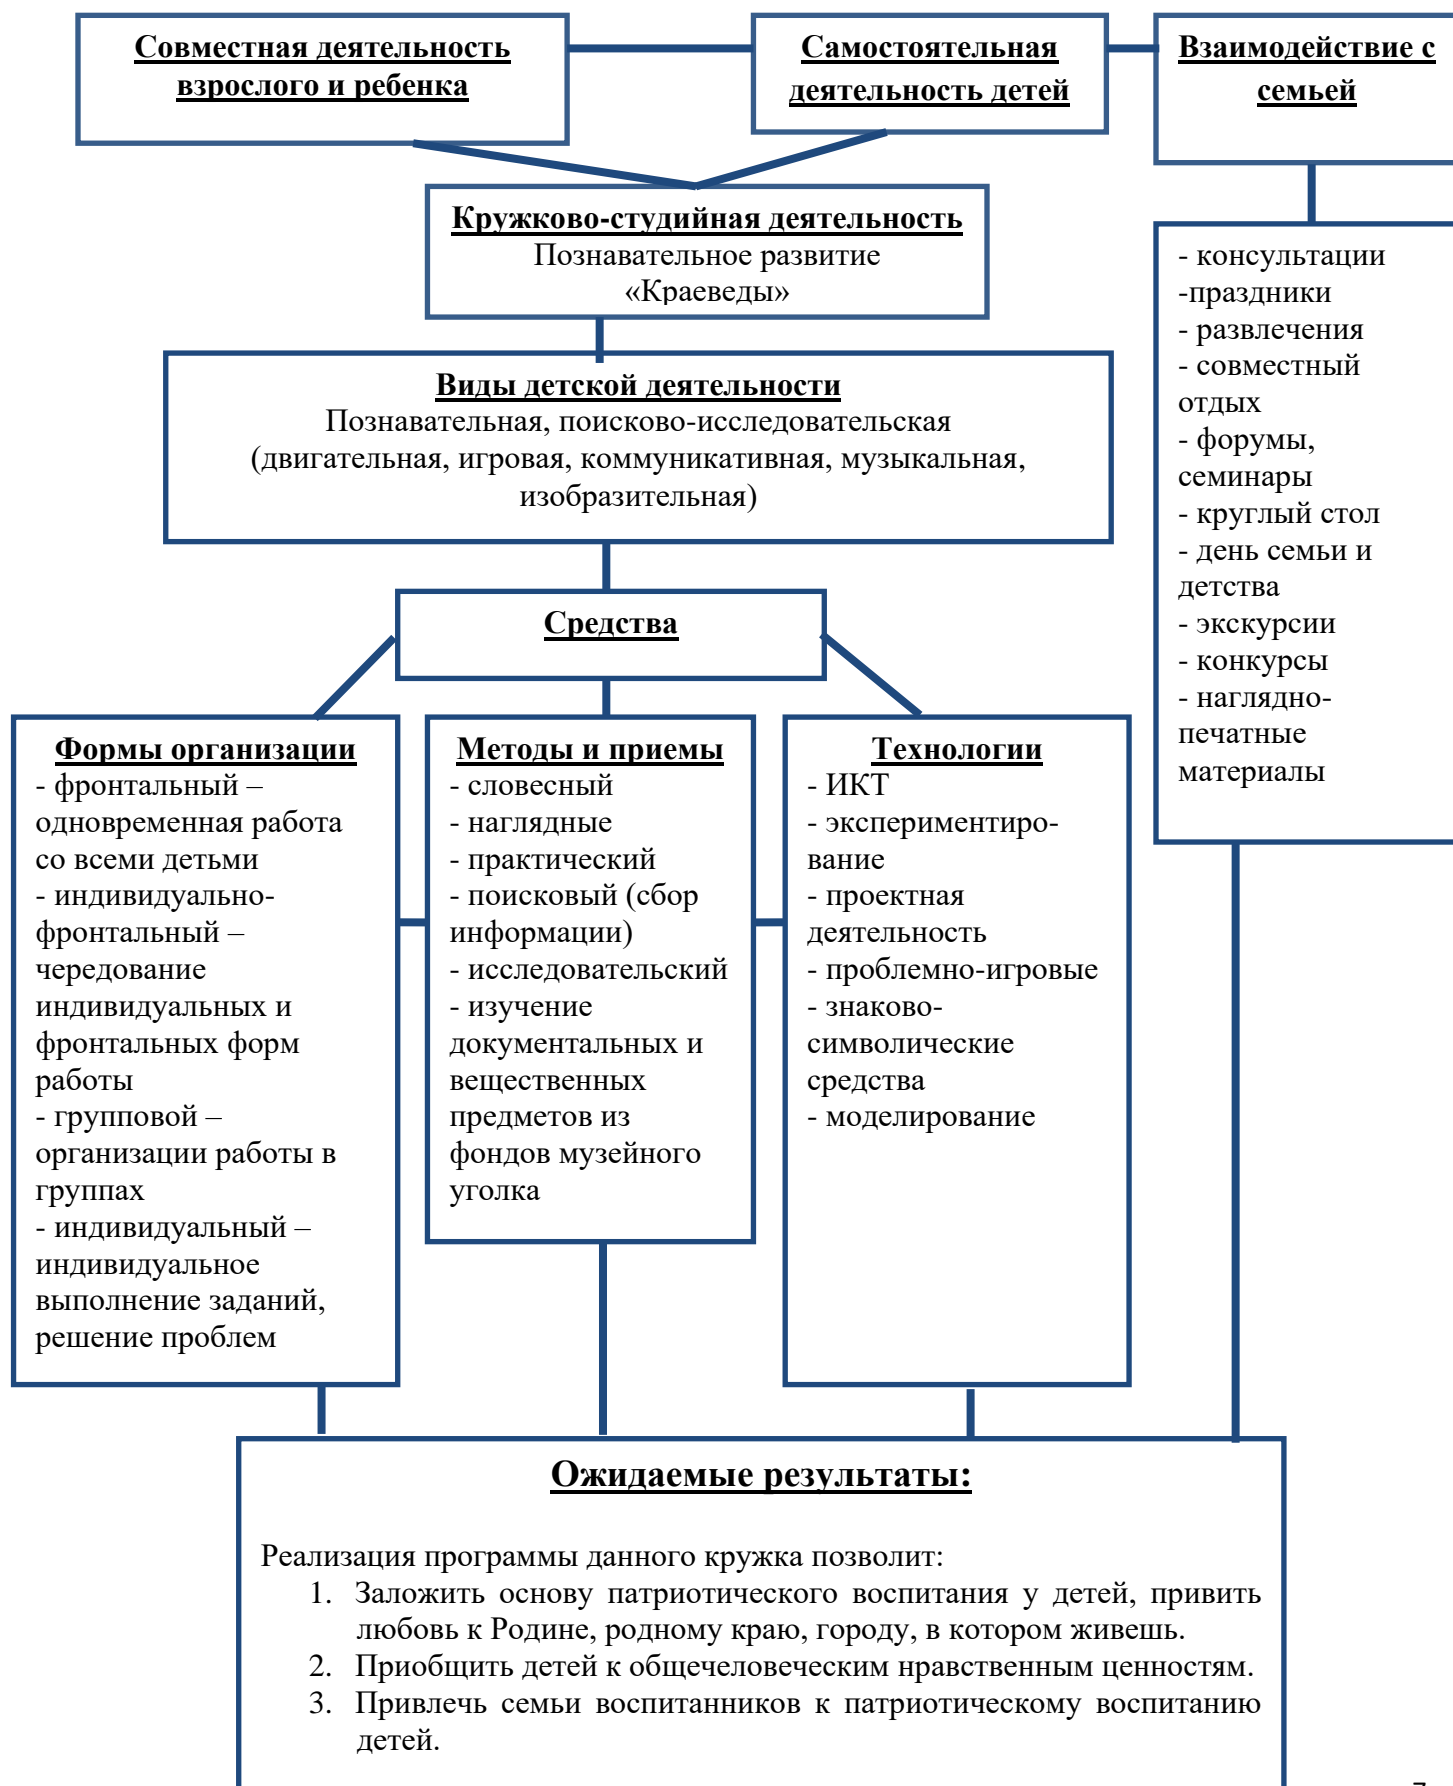 Совместная деятельность
взрослого и ребенка
Самостоятельная
деятельность детей
Взаимодействие с
семьей
Кружково-студийная деятельность
Познавательное развитие
«Краеведы»
- консультации
-праздники
- развлечения
- совместный
отдых
- форумы,
семинары
- круглый стол
- день семьи и
детства
- экскурсии
- конкурсы
- наглядно-
печатные
материалы
Виды детской деятельности
Познавательная, поисково-исследовательская
(двигательная, игровая, коммуникативная, музыкальная,
изобразительная)
Средства
Формы организации
- фронтальный –
одновременная работа
со всеми детьми
- индивидуально-
фронтальный –
чередование
индивидуальных и
фронтальных форм
работы
- групповой –
организации работы в
группах
- индивидуальный –
индивидуальное
выполнение заданий,
решение проблем
Методы и приемы
- словесный
- наглядные
- практический
- поисковый (сбор
информации)
- исследовательский
- изучение
документальных и
вещественных
предметов из
фондов музейного
уголка
Технологии
- ИКТ
- эксперименти­ро-
вание
- проектная
деятельность
- проблемно-игровые
- знаково-
символические
средства
- моделирование
Ожидаемые результаты:
Реализация программы данного кружка позволит:
1. Заложить основу патриотического воспитания у детей, привить
любовь к Родине, родному краю, городу, в котором живешь.
2. Приобщить детей к общечеловеческим нравственным ценностям.
3. Привлечь семьи воспитанников к патриотическому воспитанию
детей.